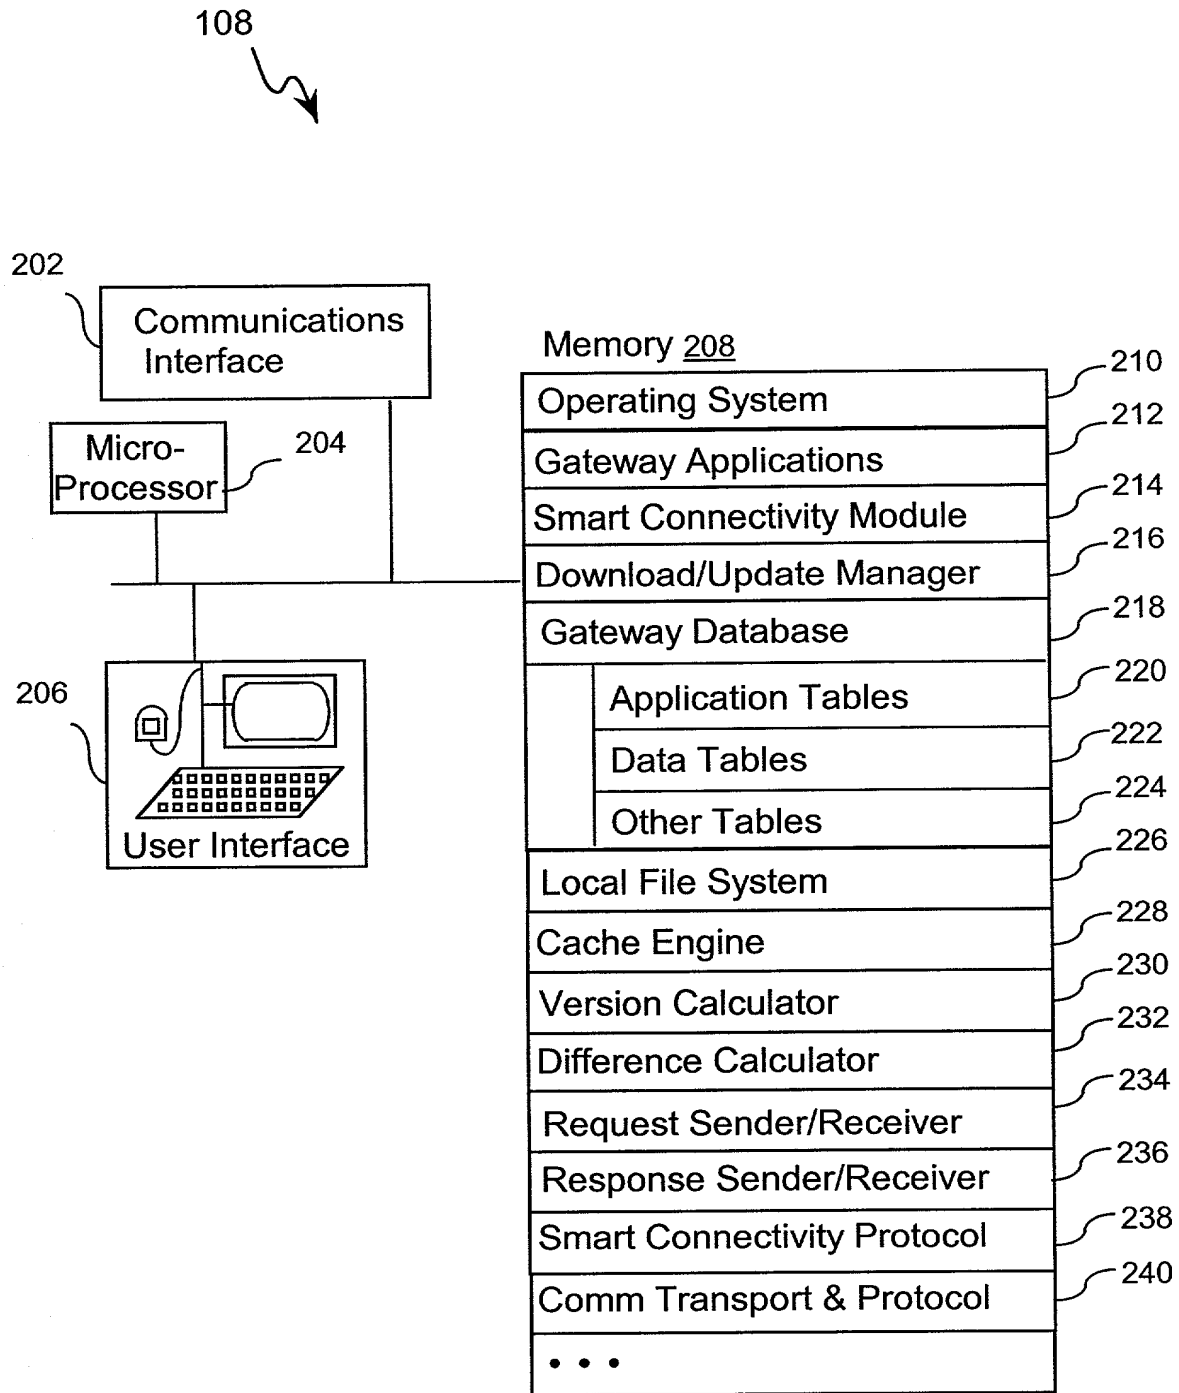 108
202
Communications
Interface
Micro-
Processor
204
206
User Interface
Memory 208
Operating System
210
Gateway Applications
212
Smart Connectivity Module
214
Download/Update Manager
216
Gateway Database
218
Application Tables
220
Data Tables
222
Other Tables
224
Local File System
226
Cache Engine
228
Version Calculator
230
Difference Calculator
232
Request Sender/Receiver
234
Response Sender/Receiver
236
Smart Connectivity Protocol
238
Comm Transport & Protocol
240
• • •